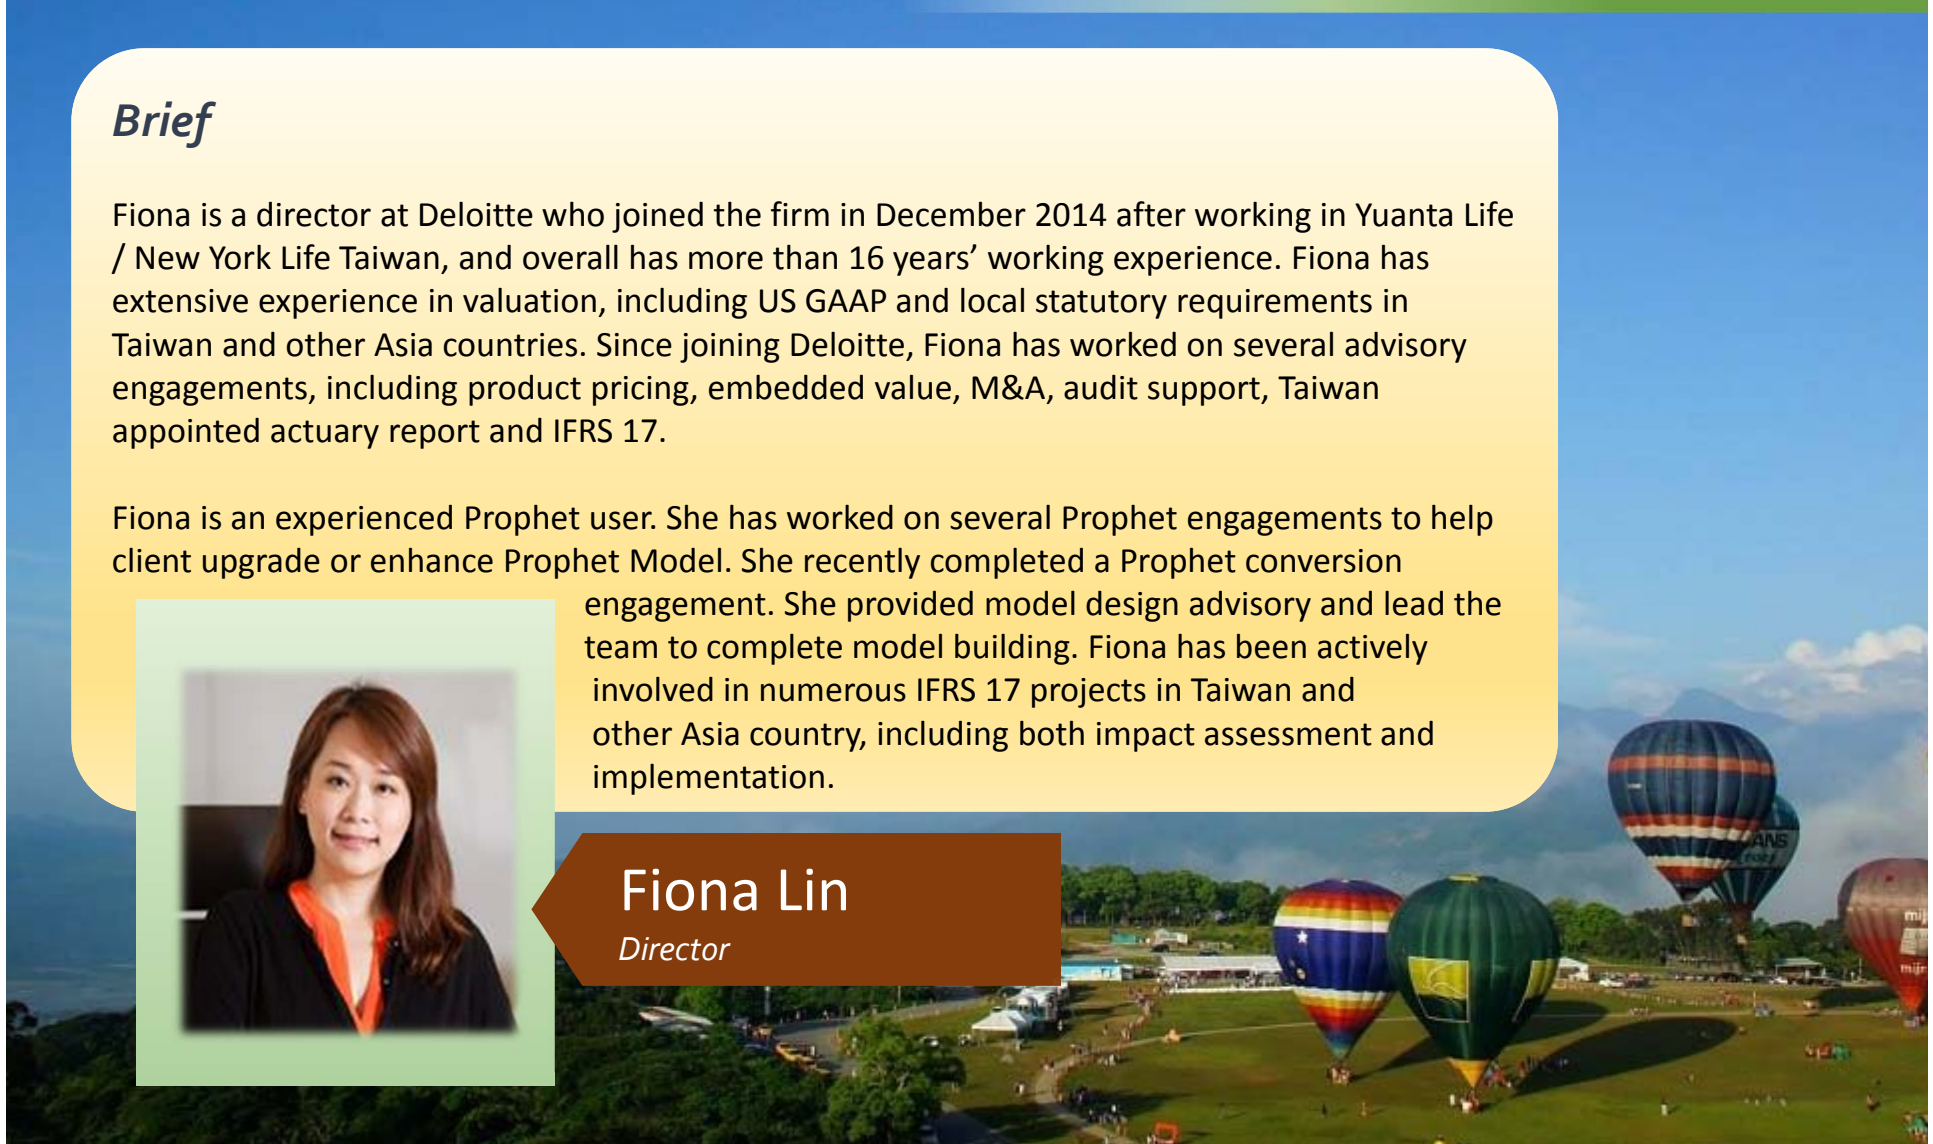 Brief
Fiona is a director at Deloitte who joined the firm in December 2014 after working in Yuanta Life
/ New York Life Taiwan, and overall has more than 16 years’ working experience. Fiona has
extensive experience in valuation, including US GAAP and local statutory requirements in
Taiwan and other Asia countries. Since joining Deloitte, Fiona has worked on several advisory
engagements, including product pricing, embedded value, M&A, audit support, Taiwan
appointed actuary report and IFRS 17.
Fiona is an experienced Prophet user. She has worked on several Prophet engagements to help
client upgrade or enhance Prophet Model. She recently completed a Prophet conversion
engagement. She provided model design advisory and lead the
team to complete model building. Fiona has been actively
involved in numerous IFRS 17 projects in Taiwan and
other Asia country, including both impact assessment and
implementation.
Fiona Lin
Director